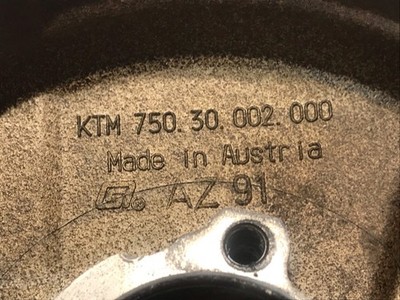 KTM 750.30.002.000
Made in Austria
AZ 91